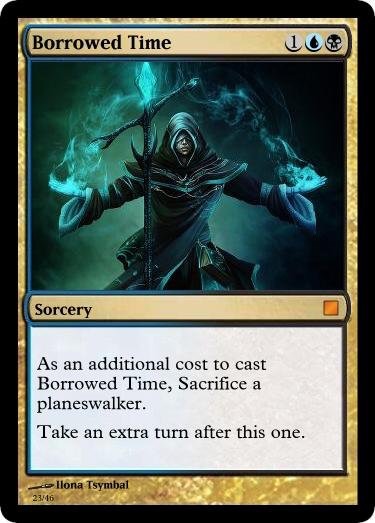 Borrowed Time 1
Sorcery
As an additional cost to cast
Borrowed Time, Sacrifice a
planeswalker.
Take an extra turn after this one.
Ilona Tsymbal
23/46